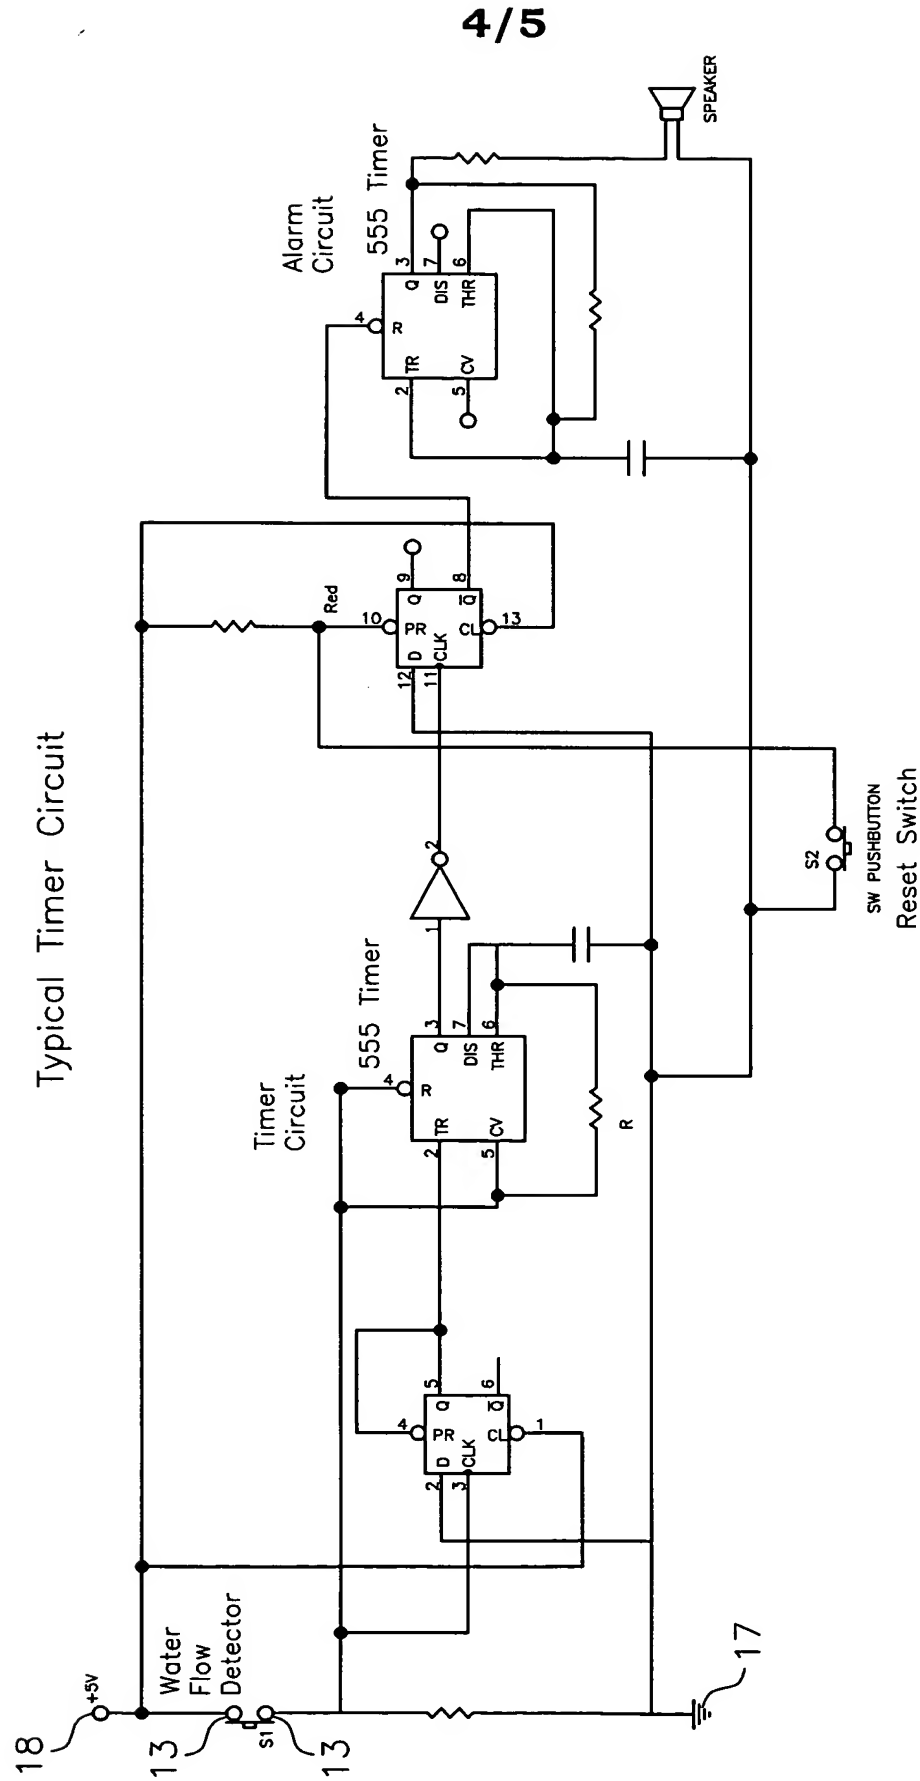 4/5
Typical Timer Circuit
18
+5V
Water
Flow
Detector
13
S1
13
17
4
PR
D
2
CLK
3
Q
5
Q
6
CL
1
Timer
Circuit
555 Timer
4
R
TR
2
CV
5
Q
3
DIS
7
THR
6
R
1
2
Red
10
PR
D
12
CLK
11
Q
9
Q
8
CL
13
Alarm
Circuit
555 Timer
4
R
TR
2
CV
5
Q
3
DIS
7
THR
6
SPEAKER
S2
SW PUSHBUTTON
Reset Switch